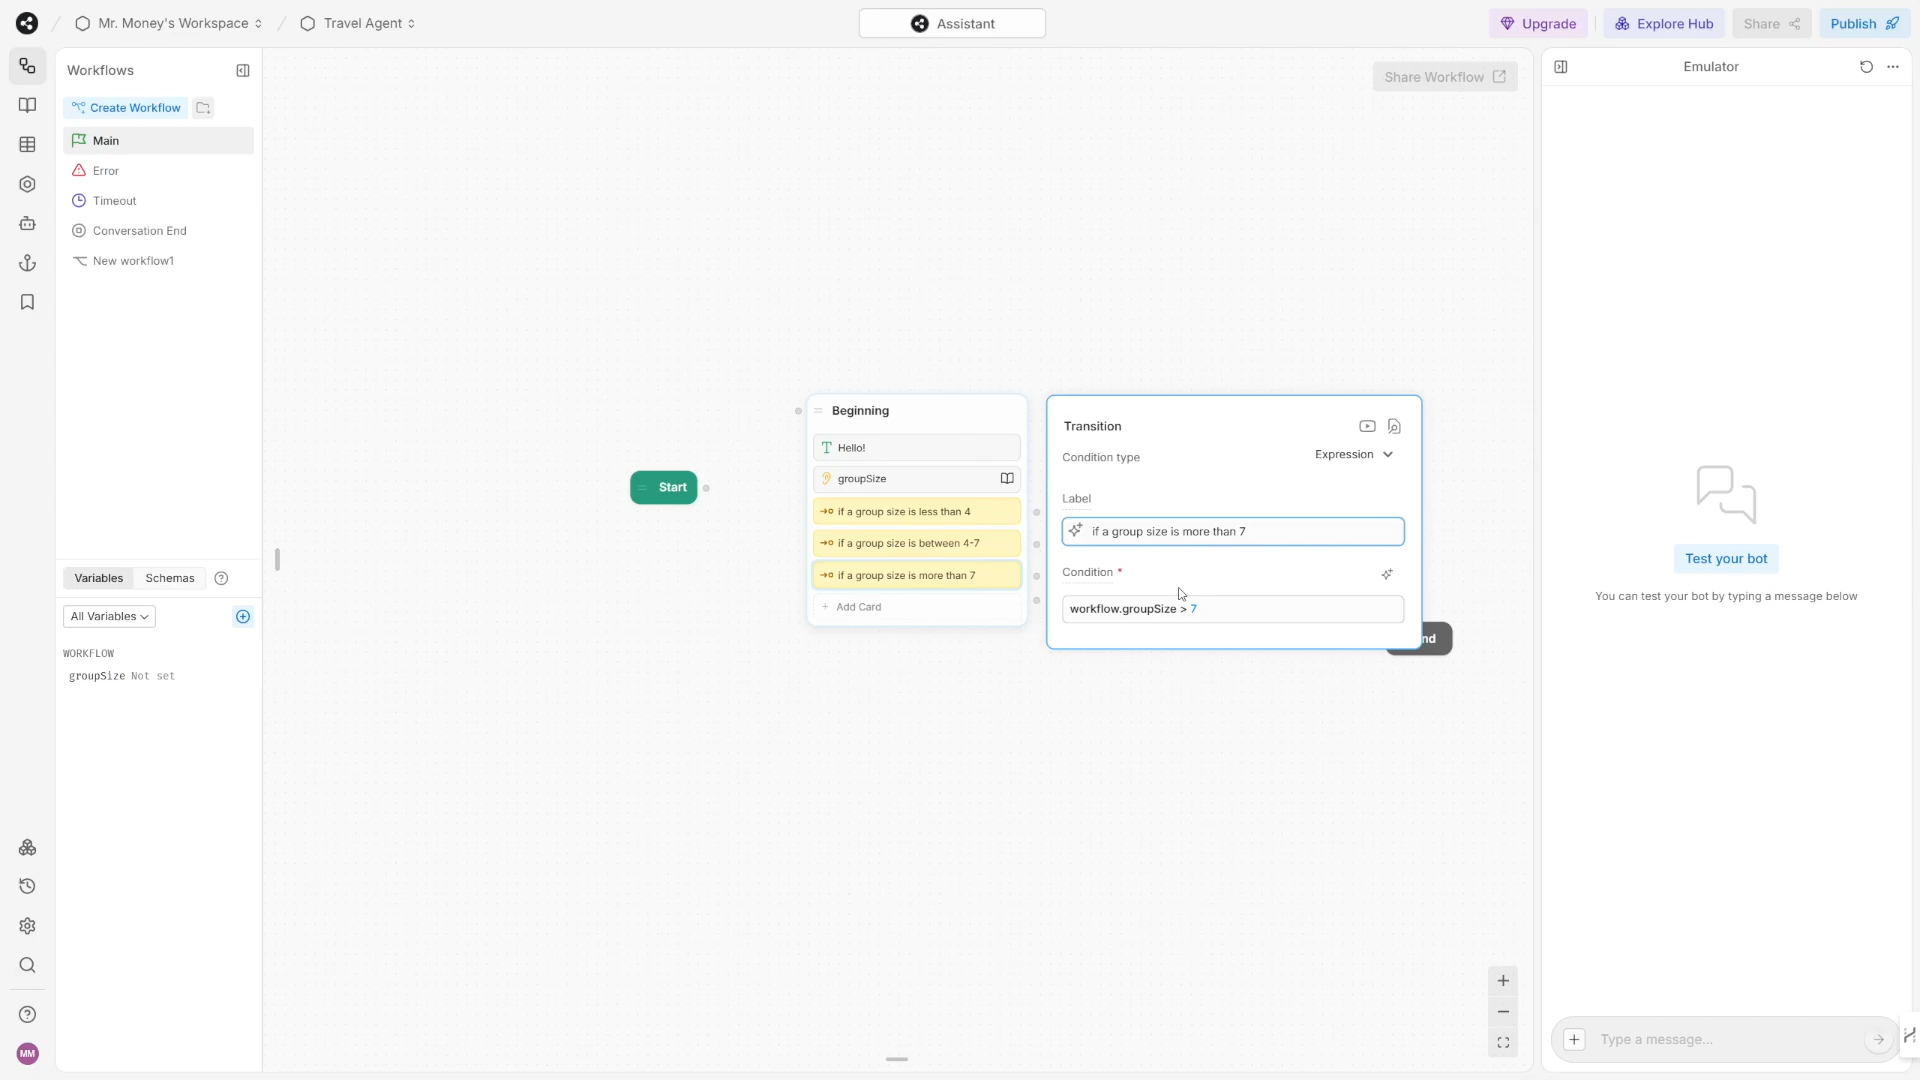 Mr. Money's Workspace
Travel Agent
Assistant
Upgrade
Explore Hub
Share
Publish
Workflows
Create Workflow
Main
Error
Timeout
Conversation End
New workflow1
Variables
Schemas
All Variables
WORKFLOW
groupSize Not set
MM
Share Workflow
Start
Beginning
Hello!
groupSize
if a group size is less than 4
if a group size is between 4-7
if a group size is more than 7
+ Add Card
Transition
Condition type
Expression
Label
if a group size is more than 7
Condition *
workflow.groupSize > 7
nd
Emulator
Test your bot
You can test your bot by typing a message below
Type a message...